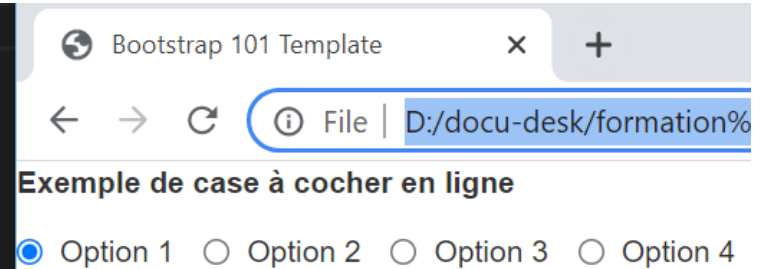 Bootstrap 101 Template
File | D:/docu-desk/formation%
Exemple de case à cocher en ligne
Option 1 Option 2 Option 3 Option 4